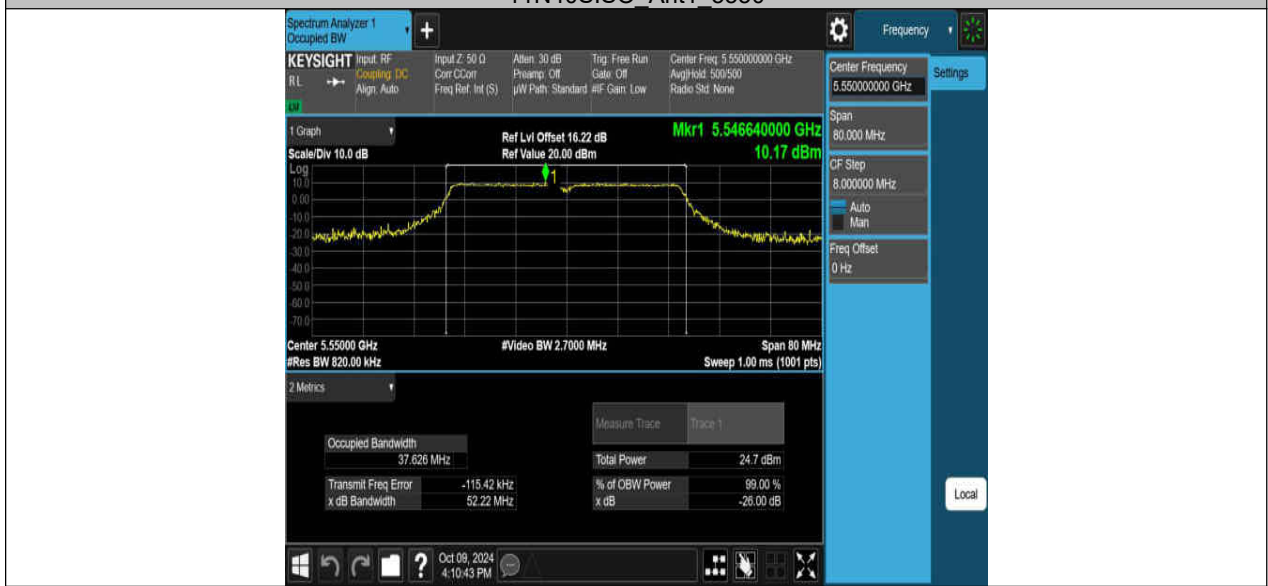 Spectrum Analyzer 1
Occupied BW
+
Frequency
KEYSIGHT
RL
Input: RF
Coupling: DC
Align: Auto
Input Z: 50 Ω
Corr CCorr
Freq Ref: Int (S)
Atten: 30 dB
Preamp: Off
µW Path: Standard
Trig: Free Run
Gate: Off
#IF Gain: Low
Center Freq: 5.550000000 GHz
Avg|Hold: 500/500
Radio Std: None
Center Frequency
5.550000000 GHz
Settings
Span
80.000 MHz
CF Step
8.000000 MHz
Auto
Man
Freq Offset
0 Hz
Local
1 Graph
Scale/Div 10.0 dB
Ref Lvl Offset 16.22 dB
Ref Value 20.00 dBm
Mkr1 5.546640000 GHz
10.17 dBm
Log
10.0
0.00
-10.0
-20.0
-30.0
-40.0
-50.0
-60.0
-70.0
1
Center 5.55000 GHz
#Res BW 820.00 kHz
#Video BW 2.7000 MHz
Span 80 MHz
Sweep 1.00 ms (1001 pts)
2 Metrics
Measure Trace
Trace 1
Occupied Bandwidth
37.626 MHz
Total Power
24.7 dBm
Transmit Freq Error
-115.42 kHz
% of OBW Power
99.00 %
x dB Bandwidth
52.22 MHz
x dB
-26.00 dB
?
Oct 09, 2024
4:10:43 PM